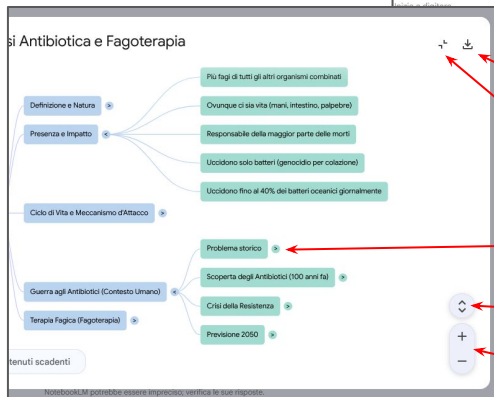 Inizia a digitare
si Antibiotica e Fagoterapia
Più fagi di tutti gli altri organismi combinati
Definizione e Natura >
Ovunque ci sia vita (mani, intestino, palpebre)
Presenza e Impatto <
Responsabile della maggior parte delle morti
Uccidono solo batteri (genocidio per colazione)
Uccidono fino al 40% dei batteri oceanici giornalmente
Ciclo di Vita e Meccanismo d'Attacco >
Problema storico >
Scoperta degli Antibiotici (100 anni fa) >
Guerra agli Antibiotici (Contesto Umano) <
Crisi della Resistenza >
Terapia Fagica (Fagoterapia) >
Previsione 2050 >
+
−
tenuti scadenti
NotebookLM potrebbe essere impreciso; verifica le sue risposte.